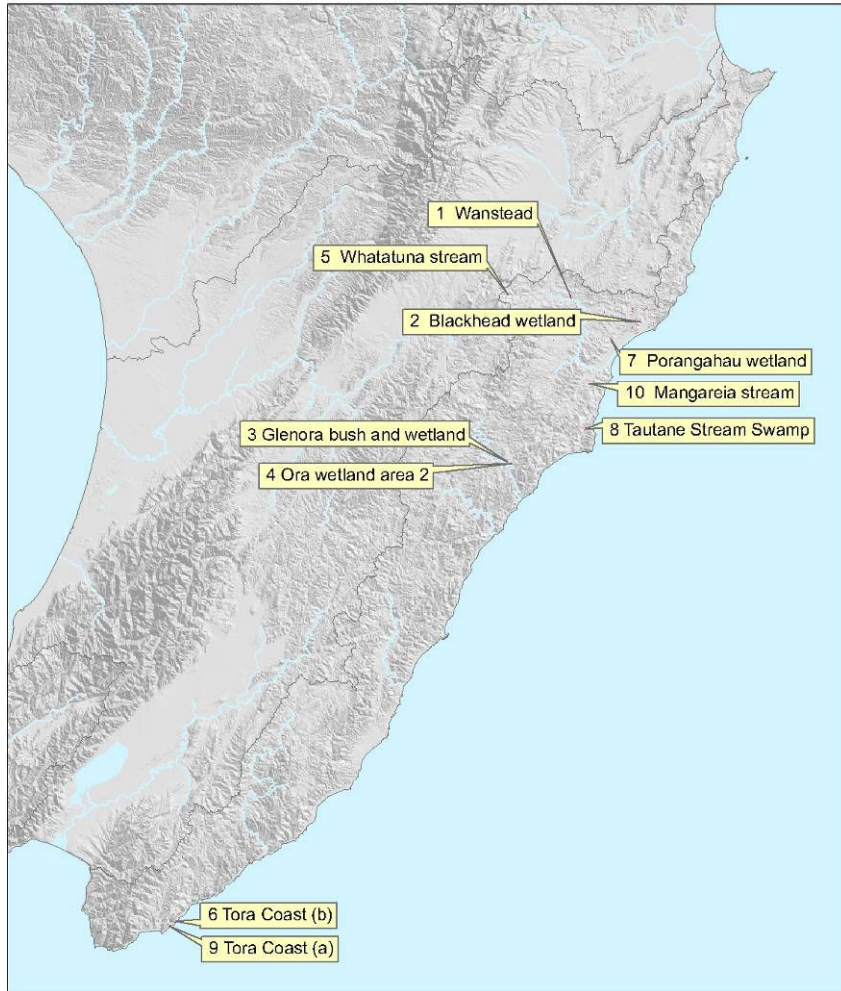 1 Wanstead
5 Whatatuna stream
2 Blackhead wetland
7 Porangahau wetland
10 Mangareia stream
3 Glenora bush and wetland
8 Tautane Stream Swamp
4 Ora wetland area 2
6 Tora Coast (b)
9 Tora Coast (a)